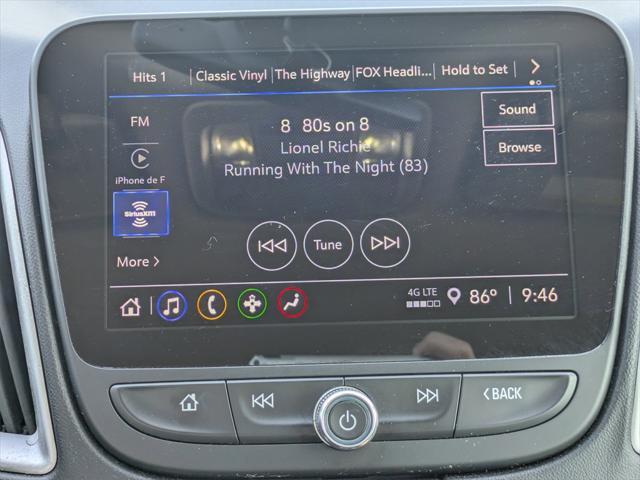 Hits 1 Classic Vinyl The Highway FOX Headli... Hold to Set
FM
8 80s on 8
Sound
Lionel Richie
Browse
Running With The Night (83)
iPhone de F
SiriusXM
Tune
More
4G LTE
86° 9:46
BACK